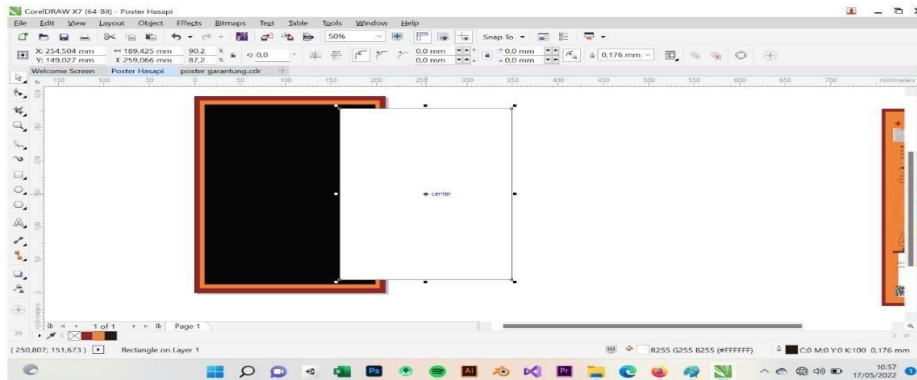 CorelDRAW X7 (64-Bit) - Poster Hasapi
File Edit View Layout Object Effects Bitmaps Text Table Tools Window Help
50% Snap To
X: 254,504 mm 189,425 mm 90,2 % 0,0 0,0 mm 0,0 mm 0,176 mm
Y: 149,027 mm 259,066 mm 87,2 % 0,0 mm 0,0 mm
Welcome Screen Poster Hasapi poster garantung.cdr
150 100 50 0 50 100 150 200 250 300 350 400 450 500 550 600 650 700 millimeters
center
1 of 1 Page 1
(250,807; 151,673) Rectangle on Layer 1 R255 G255 B255 (#FFFFFF) C:0 M:0 Y:0 K:100 0,176 mm
10:57
17/05/2022